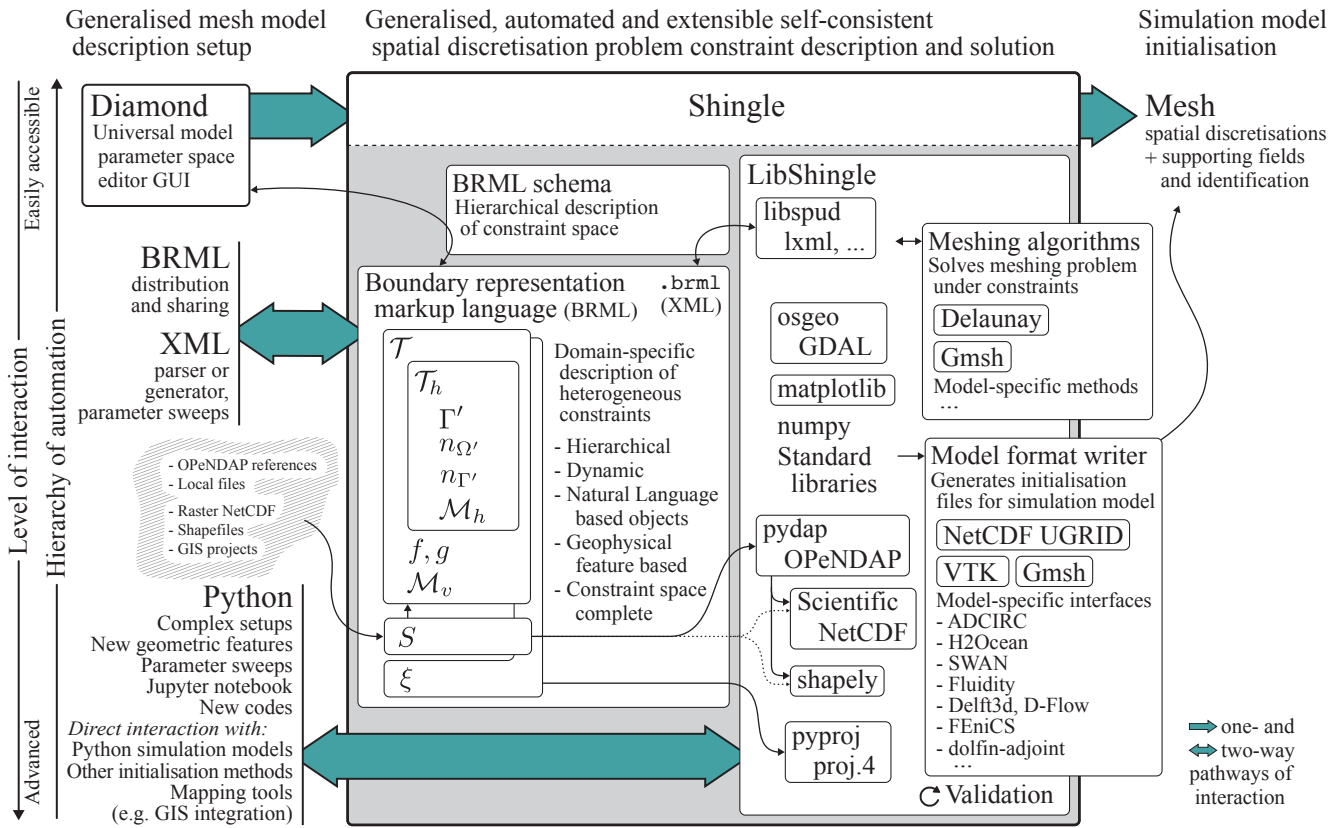 Generalised mesh model
description setup
Generalised, automated and extensible self-consistent
spatial discretisation problem constraint description and solution
Simulation model
initialisation
Level of interaction
Hierarchy of automation
Easily accessible
Advanced
Diamond
Universal model
parameter space
editor GUI
Shingle
Mesh
spatial discretisations
+ supporting fields
and identification
BRML
distribution
and sharing
XML
parser or
generator,
parameter sweeps
- OPeNDAP references
- Local files
- Raster NetCDF
- Shapefiles
- GIS projects
Python
Complex setups
New geometric features
Parameter sweeps
Jupyter notebook
New codes
Direct interaction with:
Python simulation models
Other initialisation methods
Mapping tools
(e.g. GIS integration)
BRML schema
Hierarchical description
of constraint space
Boundary representation
markup language (BRML)
.brml
(XML)
𝒯
𝒯_h
Γ′
n_Ω′
n_Γ′
ℳ_h
f, g
ℳ_v
S
ξ
Domain-specific
description of
heterogeneous
constraints
- Hierarchical
- Dynamic
- Natural Language
based objects
- Geophysical
feature based
- Constraint space
complete
LibShingle
libspud
lxml, ...
osgeo
GDAL
matplotlib
numpy
Standard
libraries
pydap
OPeNDAP
Scientific
NetCDF
shapely
pyproj
proj.4
Meshing algorithms
Solves meshing problem
under constraints
Delaunay
Gmsh
Model-specific methods
...
Model format writer
Generates initialisation
files for simulation model
NetCDF UGRID
VTK
Gmsh
Model-specific interfaces
- ADCIRC
- H2Ocean
- SWAN
- Fluidity
- Delft3d, D-Flow
- FEniCS
- dolfin-adjoint
...
Validation
one- and
two-way
pathways of
interaction